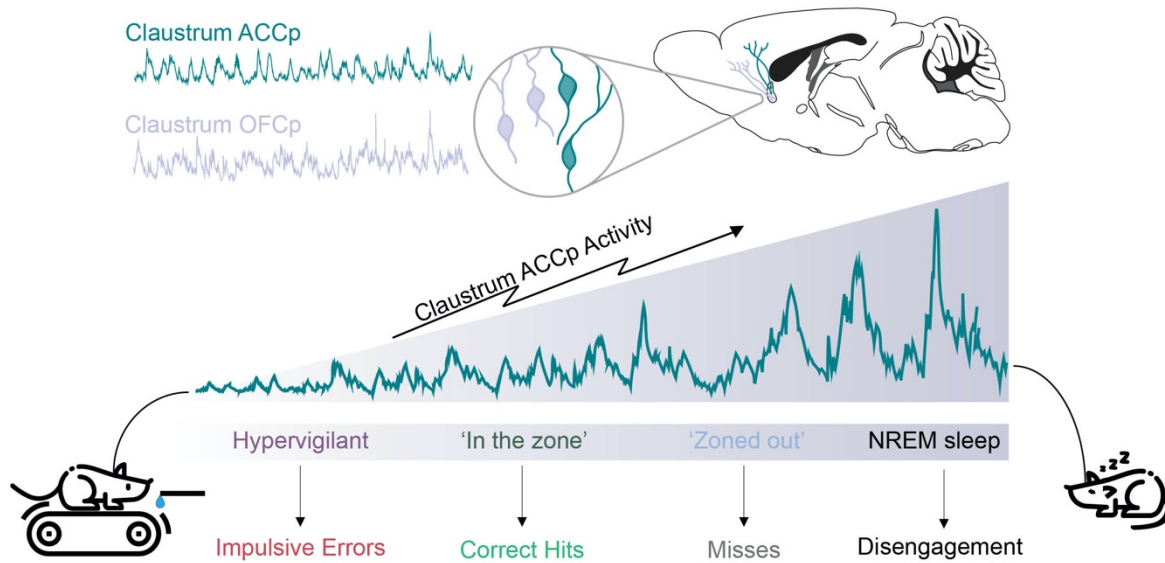 Claustrum ACCp
Claustrum OFCp
Claustrum ACCp Activity
Hypervigilant
'In the zone'
'Zoned out'
NREM sleep
z z z
Impulsive Errors
Correct Hits
Misses
Disengagement